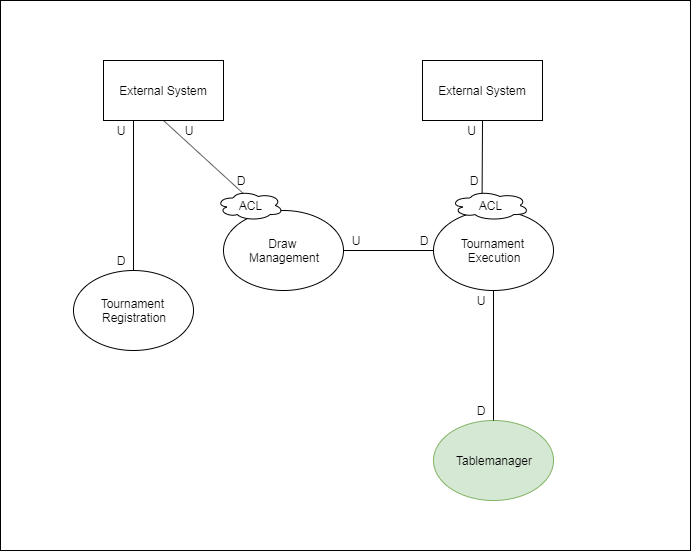 External System
External System
U
U
U
D
D
ACL
ACL
Draw
Management
U
D
Tournament
Execution
D
Tournament
Registration
U
D
Tablemanager